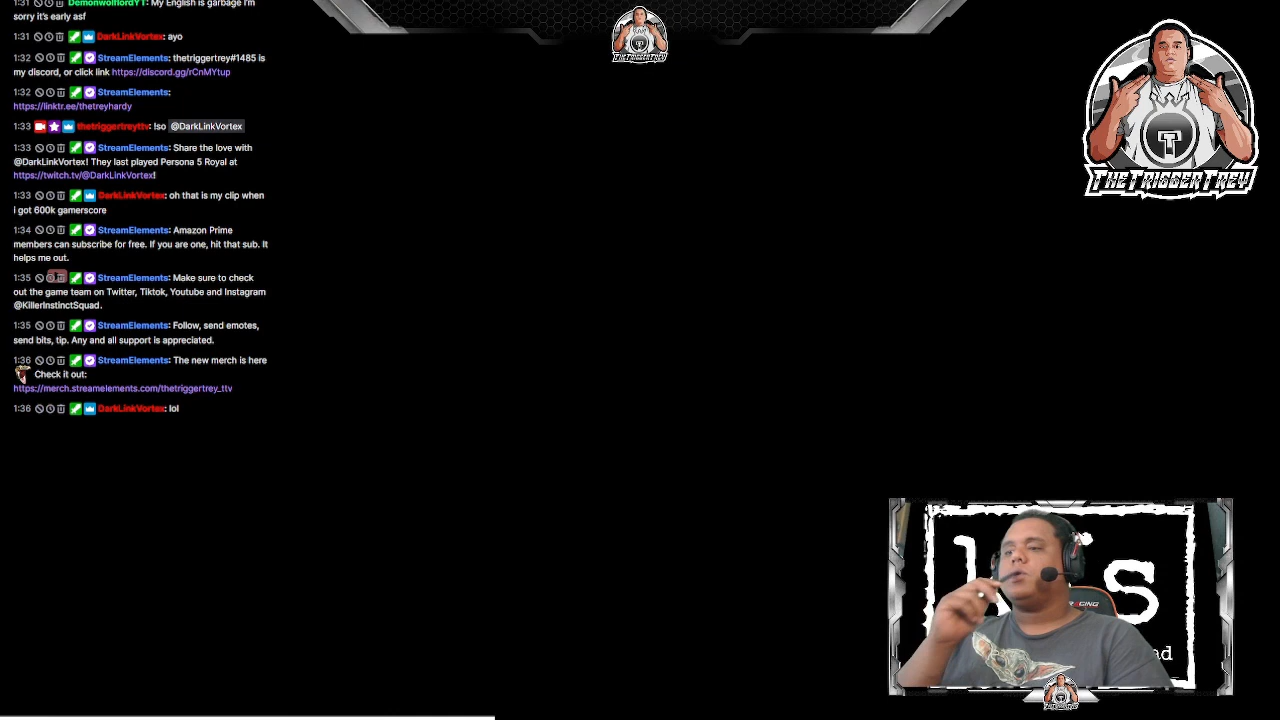 1:31 DemonwolflordYT: My English is garbage I'm
sorry it's early asf
1:31 DarkLinkVortex: ayo
1:32 StreamElements: thetriggertrey#1485 is
my discord, or click link https://discord.gg/rCnMYtup
1:32 StreamElements:
https://linktr.ee/thetreyhardy
1:33 thetriggertreyttv: !so @DarkLinkVortex
1:33 StreamElements: Share the love with
@DarkLinkVortex! They last played Persona 5 Royal at
https://twitch.tv/@DarkLinkVortex!
1:33 DarkLinkVortex: oh that is my clip when
i got 600k gamerscore
1:34 StreamElements: Amazon Prime
members can subscribe for free. If you are one, hit that sub. It
helps me out.
1:35 StreamElements: Make sure to check
out the game team on Twitter, Tiktok, Youtube and Instagram
@KillerInstinctSquad.
1:35 StreamElements: Follow, send emotes,
send bits, tip. Any and all support is appreciated.
1:36 StreamElements: The new merch is here
Check it out:
https://merch.streamelements.com/thetriggertrey_ttv
1:36 DarkLinkVortex: lol
THETRIGGERTREY
T
THETRIGGERTREY
s
RACING
ad